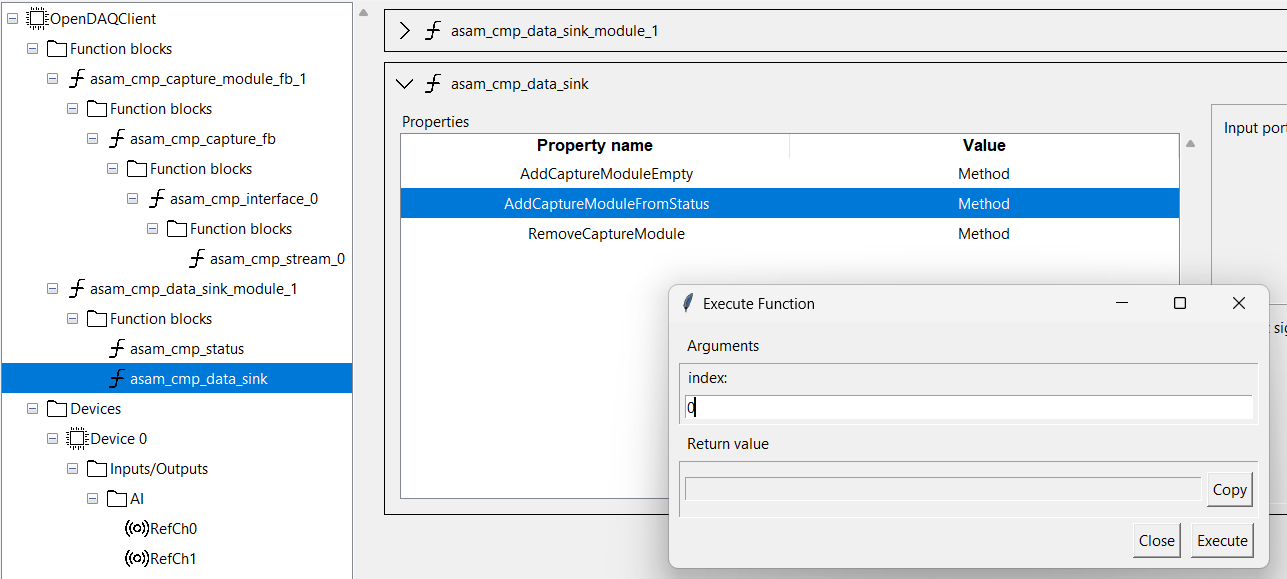 OpenDAQClient
Function blocks
asam_cmp_capture_module_fb_1
Function blocks
asam_cmp_capture_fb
Function blocks
asam_cmp_interface_0
Function blocks
asam_cmp_stream_0
asam_cmp_data_sink_module_1
Function blocks
asam_cmp_status
asam_cmp_data_sink
Devices
Device 0
Inputs/Outputs
AI
RefCh0
RefCh1
asam_cmp_data_sink_module_1
asam_cmp_data_sink
Properties
Property name Value
AddCaptureModuleEmpty Method
AddCaptureModuleFromStatus Method
RemoveCaptureModule Method
Input port
Execute Function
Arguments
index:
0
Return value
Copy
Close Execute